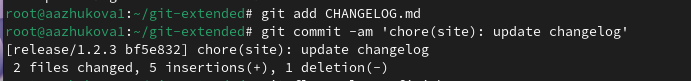 root@aazhukova1:~/git-extended# git add CHANGELOG.md
root@aazhukova1:~/git-extended# git commit -am 'chore(site): update changelog'
[release/1.2.3 bf5e832] chore(site): update changelog
 2 files changed, 5 insertions(+), 1 deletion(-)